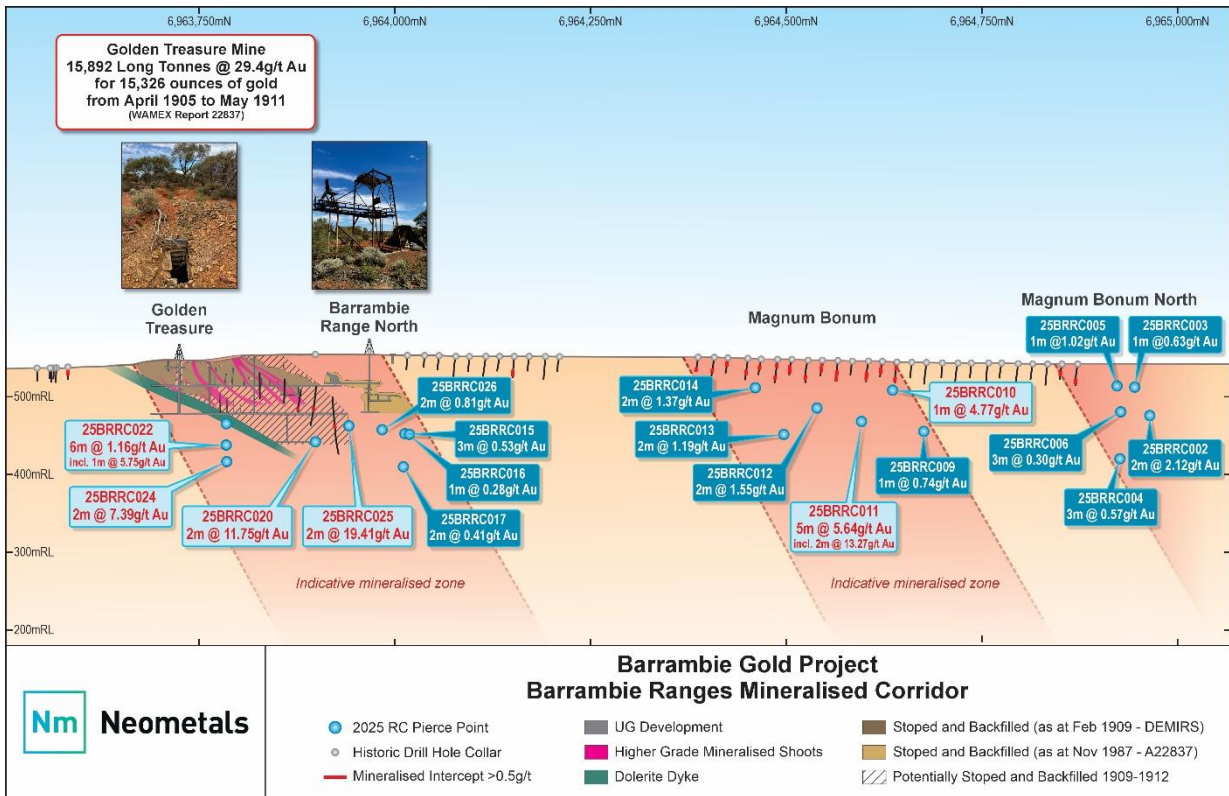 6,963,750mN
6,964,000mN
6,964,250mN
6,964,500mN
6,964,750mN
6,965,000mN
Golden Treasure Mine
15,892 Long Tonnes @ 29.4g/t Au
for 15,326 ounces of gold
from April 1905 to May 1911
(WAMEX Report 22837)
Golden
Treasure
Barrambie
Range North
Magnum Bonum
Magnum Bonum North
500mRL
400mRL
300mRL
200mRL
25BRRC022
6m @ 1.16g/t Au
incl. 1m @ 5.75g/t Au
25BRRC024
2m @ 7.39g/t Au
25BRRC020
2m @ 11.75g/t Au
25BRRC025
2m @ 19.41g/t Au
25BRRC026
2m @ 0.81g/t Au
25BRRC015
3m @ 0.53g/t Au
25BRRC016
1m @ 0.28g/t Au
25BRRC017
2m @ 0.41g/t Au
25BRRC014
2m @ 1.37g/t Au
25BRRC013
2m @ 1.19g/t Au
25BRRC012
2m @ 1.55g/t Au
25BRRC011
5m @ 5.64g/t Au
incl. 2m @ 13.27g/t Au
25BRRC010
1m @ 4.77g/t Au
25BRRC009
1m @ 0.74g/t Au
25BRRC005
1m @1.02g/t Au
25BRRC003
1m @0.63g/t Au
25BRRC006
3m @ 0.30g/t Au
25BRRC002
2m @ 2.12g/t Au
25BRRC004
3m @ 0.57g/t Au
Indicative mineralised zone
Indicative mineralised zone
Nm Neometals
Barrambie Gold Project
Barrambie Ranges Mineralised Corridor
2025 RC Pierce Point
Historic Drill Hole Collar
Mineralised Intercept >0.5g/t
UG Development
Higher Grade Mineralised Shoots
Dolerite Dyke
Stoped and Backfilled (as at Feb 1909 - DEMIRS)
Stoped and Backfilled (as at Nov 1987 - A22837)
Potentially Stoped and Backfilled 1909-1912